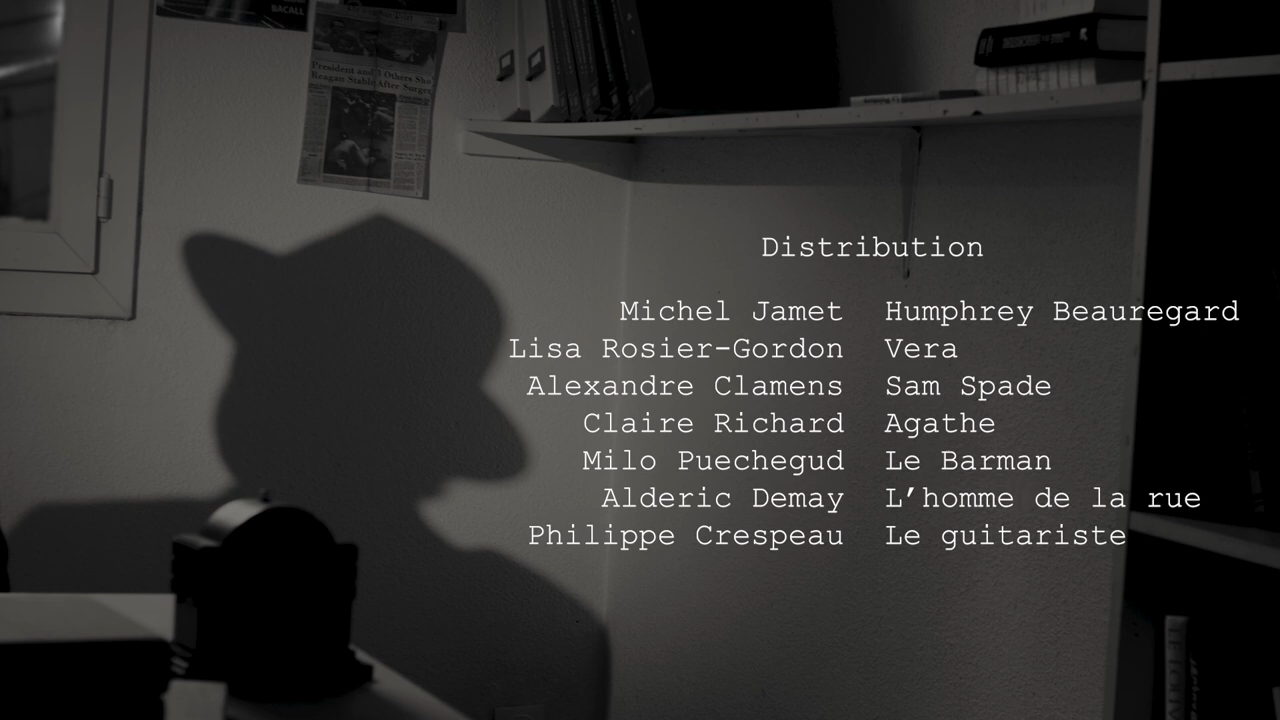 BACALL
President and 3 Others Sho
Reagan Stable After Surger
Distribution
Michel Jamet Humphrey Beauregard
Lisa Rosier-Gordon Vera
Alexandre Clamens Sam Spade
Claire Richard Agathe
Milo Puechegud Le Barman
Alderic Demay L’homme de la rue
Philippe Crespeau Le guitariste